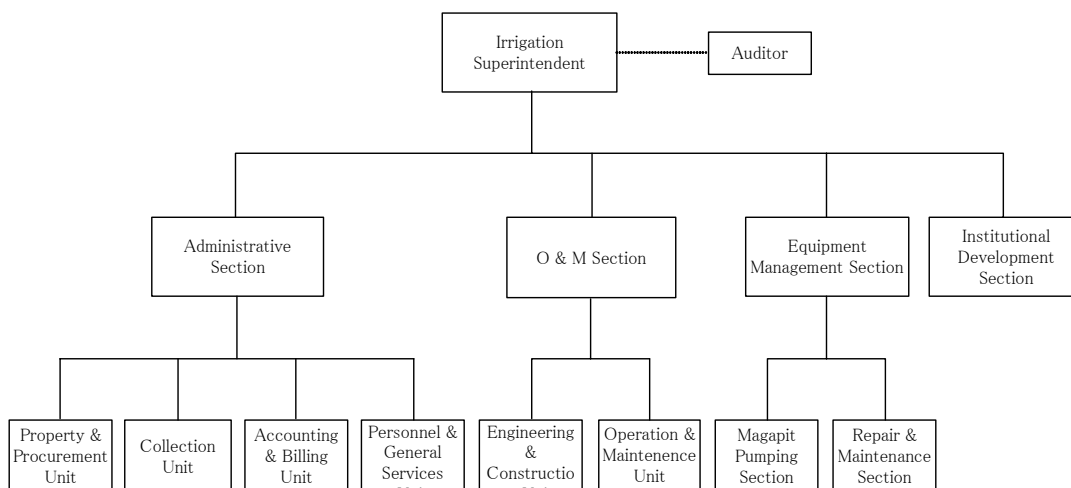 Irrigation
Superintendent
Auditor
Administrative
Section
O & M Section
Equipment
Management Section
Institutional
Development
Section
Property &
Procurement
Unit
Collection
Unit
Accounting
& Billing
Unit
Personnel &
General
Services
Engineering
&
Constructio
Operation &
Maintenence
Unit
Magapit
Pumping
Section
Repair &
Maintenance
Section